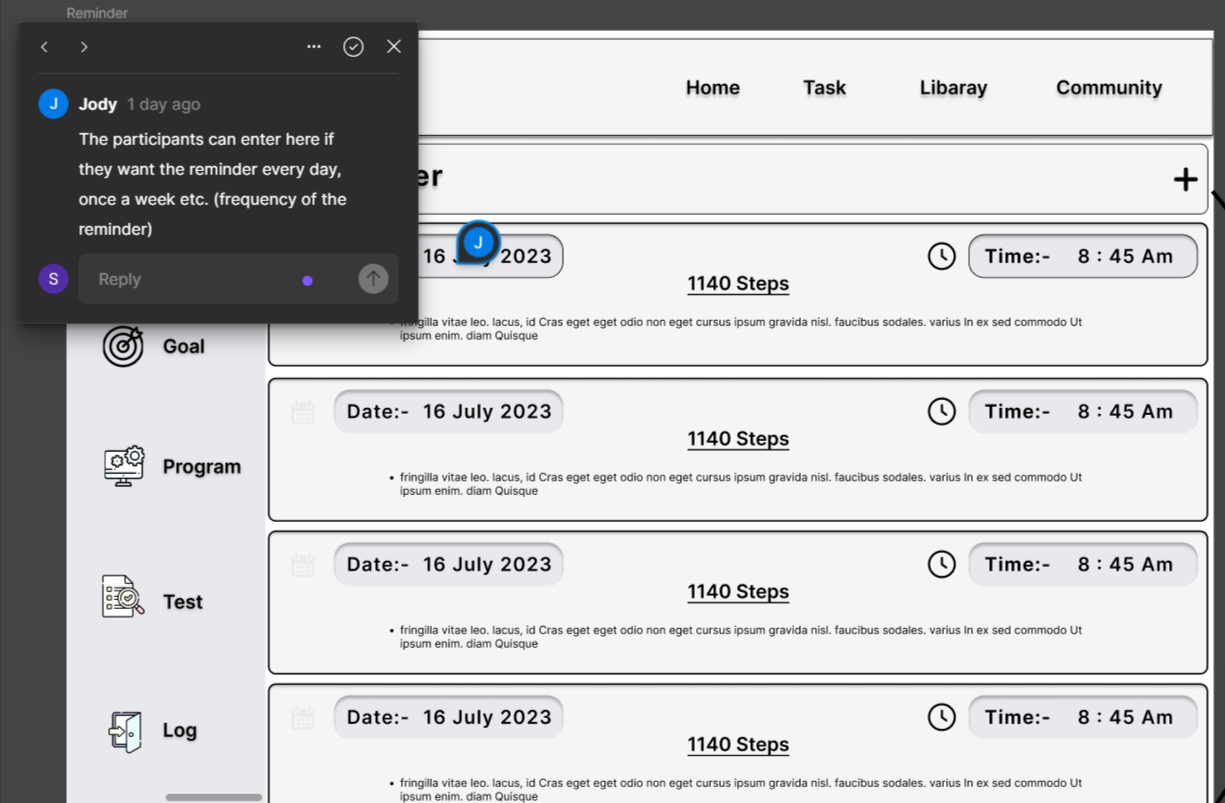 Reminder
J Jody 1 day ago
The participants can enter here if
they want the reminder every day,
once a week etc. (frequency of the
reminder)
S Reply
Home Task Libaray Community
er +
16 J 2023
Time:- 8 : 45 Am
1140 Steps
fringilla vitae leo. lacus, id Cras eget eget odio non eget cursus ipsum gravida nisl. faucibus sodales. varius In ex sed commodo Ut
ipsum enim. diam Quisque
Goal
Date:- 16 July 2023
Time:- 8 : 45 Am
1140 Steps
• fringilla vitae leo. lacus, id Cras eget eget odio non eget cursus ipsum gravida nisl. faucibus sodales. varius In ex sed commodo Ut
ipsum enim. diam Quisque
Program
Date:- 16 July 2023
Time:- 8 : 45 Am
1140 Steps
• fringilla vitae leo. lacus, id Cras eget eget odio non eget cursus ipsum gravida nisl. faucibus sodales. varius In ex sed commodo Ut
ipsum enim. diam Quisque
Test
Date:- 16 July 2023
Time:- 8 : 45 Am
1140 Steps
• fringilla vitae leo. lacus, id Cras eget eget odio non eget cursus ipsum gravida nisl. faucibus sodales. varius In ex sed commodo Ut
ipsum enim. diam Quisque
Log